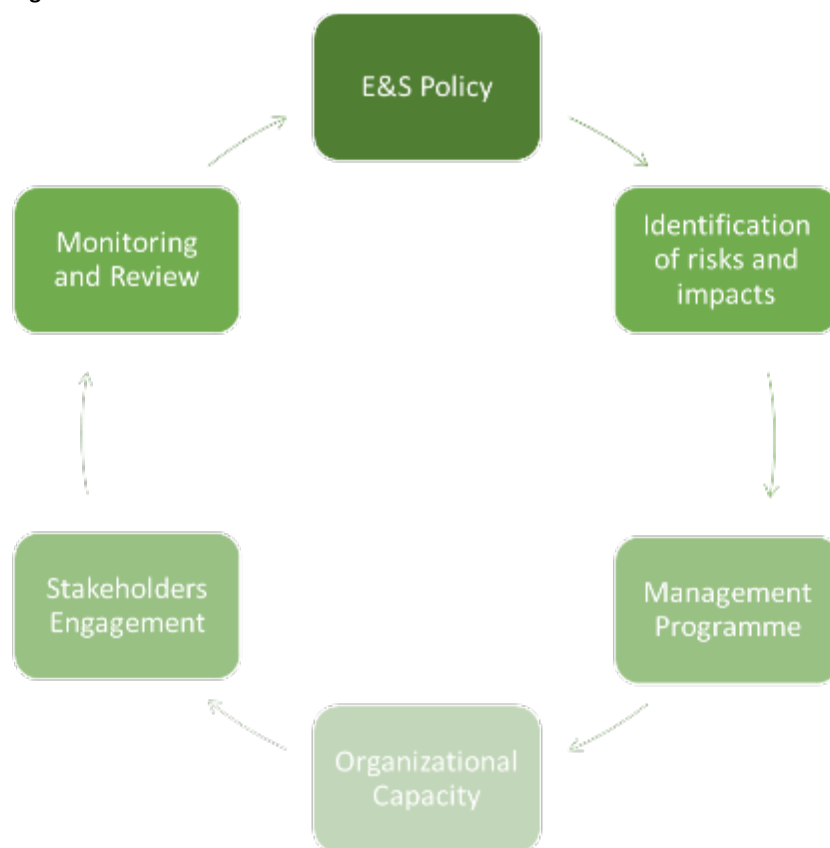 E&S Policy
Identification
of risks and
impacts
Management
Programme
Organizational
Capacity
Stakeholders
Engagement
Monitoring
and Review